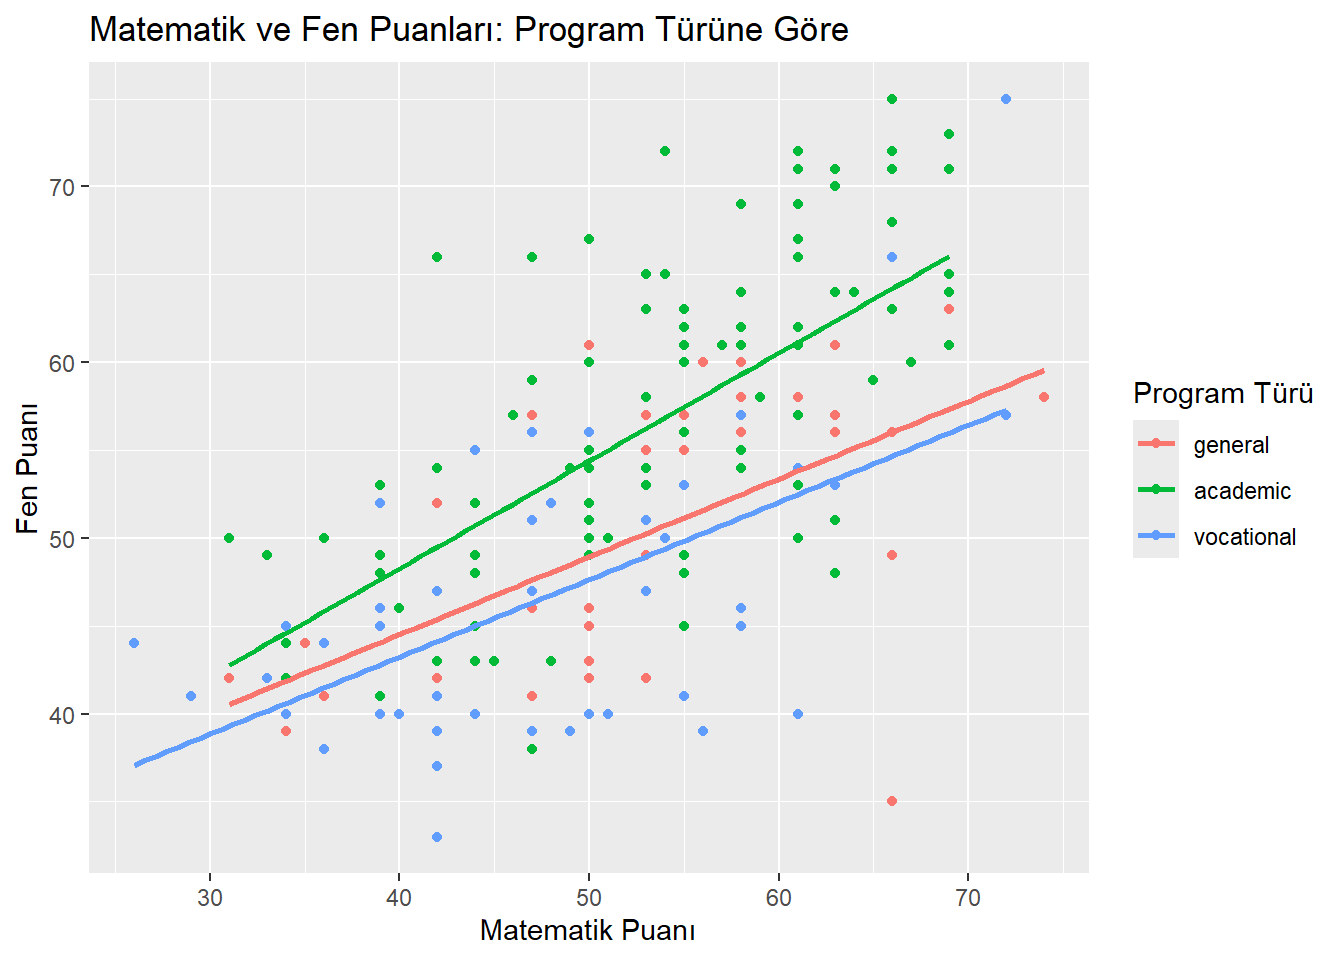 Matematik ve Fen Puanları: Program Türüne Göre
70
60
50
40
Fen Puanı
30 40 50 60 70
Matematik Puanı
Program Türü
general
academic
vocational